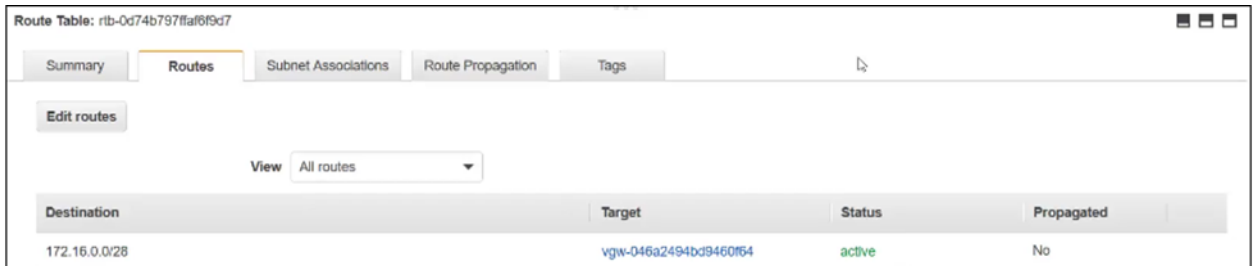 Route Table: rtb-0d74b797ffaf6f9d7
Summary Routes Subnet Associations Route Propagation Tags
Edit routes
View All routes
Destination Target Status Propagated
172.16.0.0/28 vgw-046a2494bd9460f64 active No